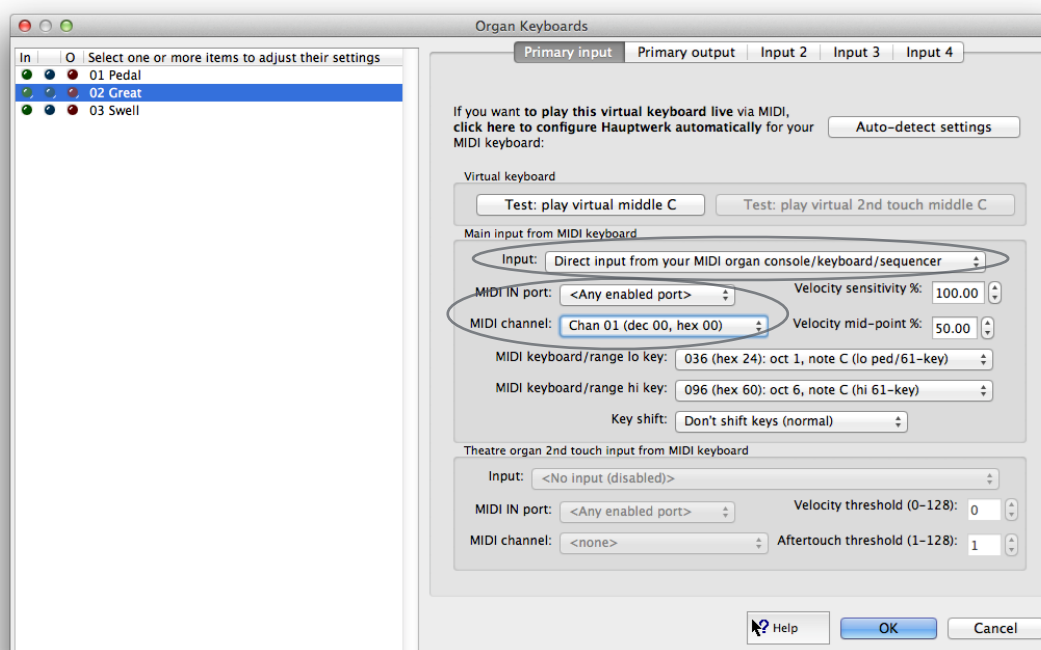 Organ Keyboards
In O Select one or more items to adjust their settings
01 Pedal
02 Great
03 Swell
Primary input Primary output Input 2 Input 3 Input 4
If you want to play this virtual keyboard live via MIDI,
click here to configure Hauptwerk automatically for your
MIDI keyboard:
Auto-detect settings
Virtual keyboard
Test: play virtual middle C Test: play virtual 2nd touch middle C
Main input from MIDI keyboard
Input: Direct input from your MIDI organ console/keyboard/sequencer
MIDI IN port: <Any enabled port> Velocity sensitivity %: 100.00
MIDI channel: Chan 01 (dec 00, hex 00) Velocity mid-point %: 50.00
MIDI keyboard/range lo key: 036 (hex 24): oct 1, note C (lo ped/61-key)
MIDI keyboard/range hi key: 096 (hex 60): oct 6, note C (hi 61-key)
Key shift: Don't shift keys (normal)
Theatre organ 2nd touch input from MIDI keyboard
Input: <No input (disabled)>
MIDI IN port: <Any enabled port> Velocity threshold (0-128): 0
MIDI channel: <none> Aftertouch threshold (1-128): 1
? Help OK Cancel